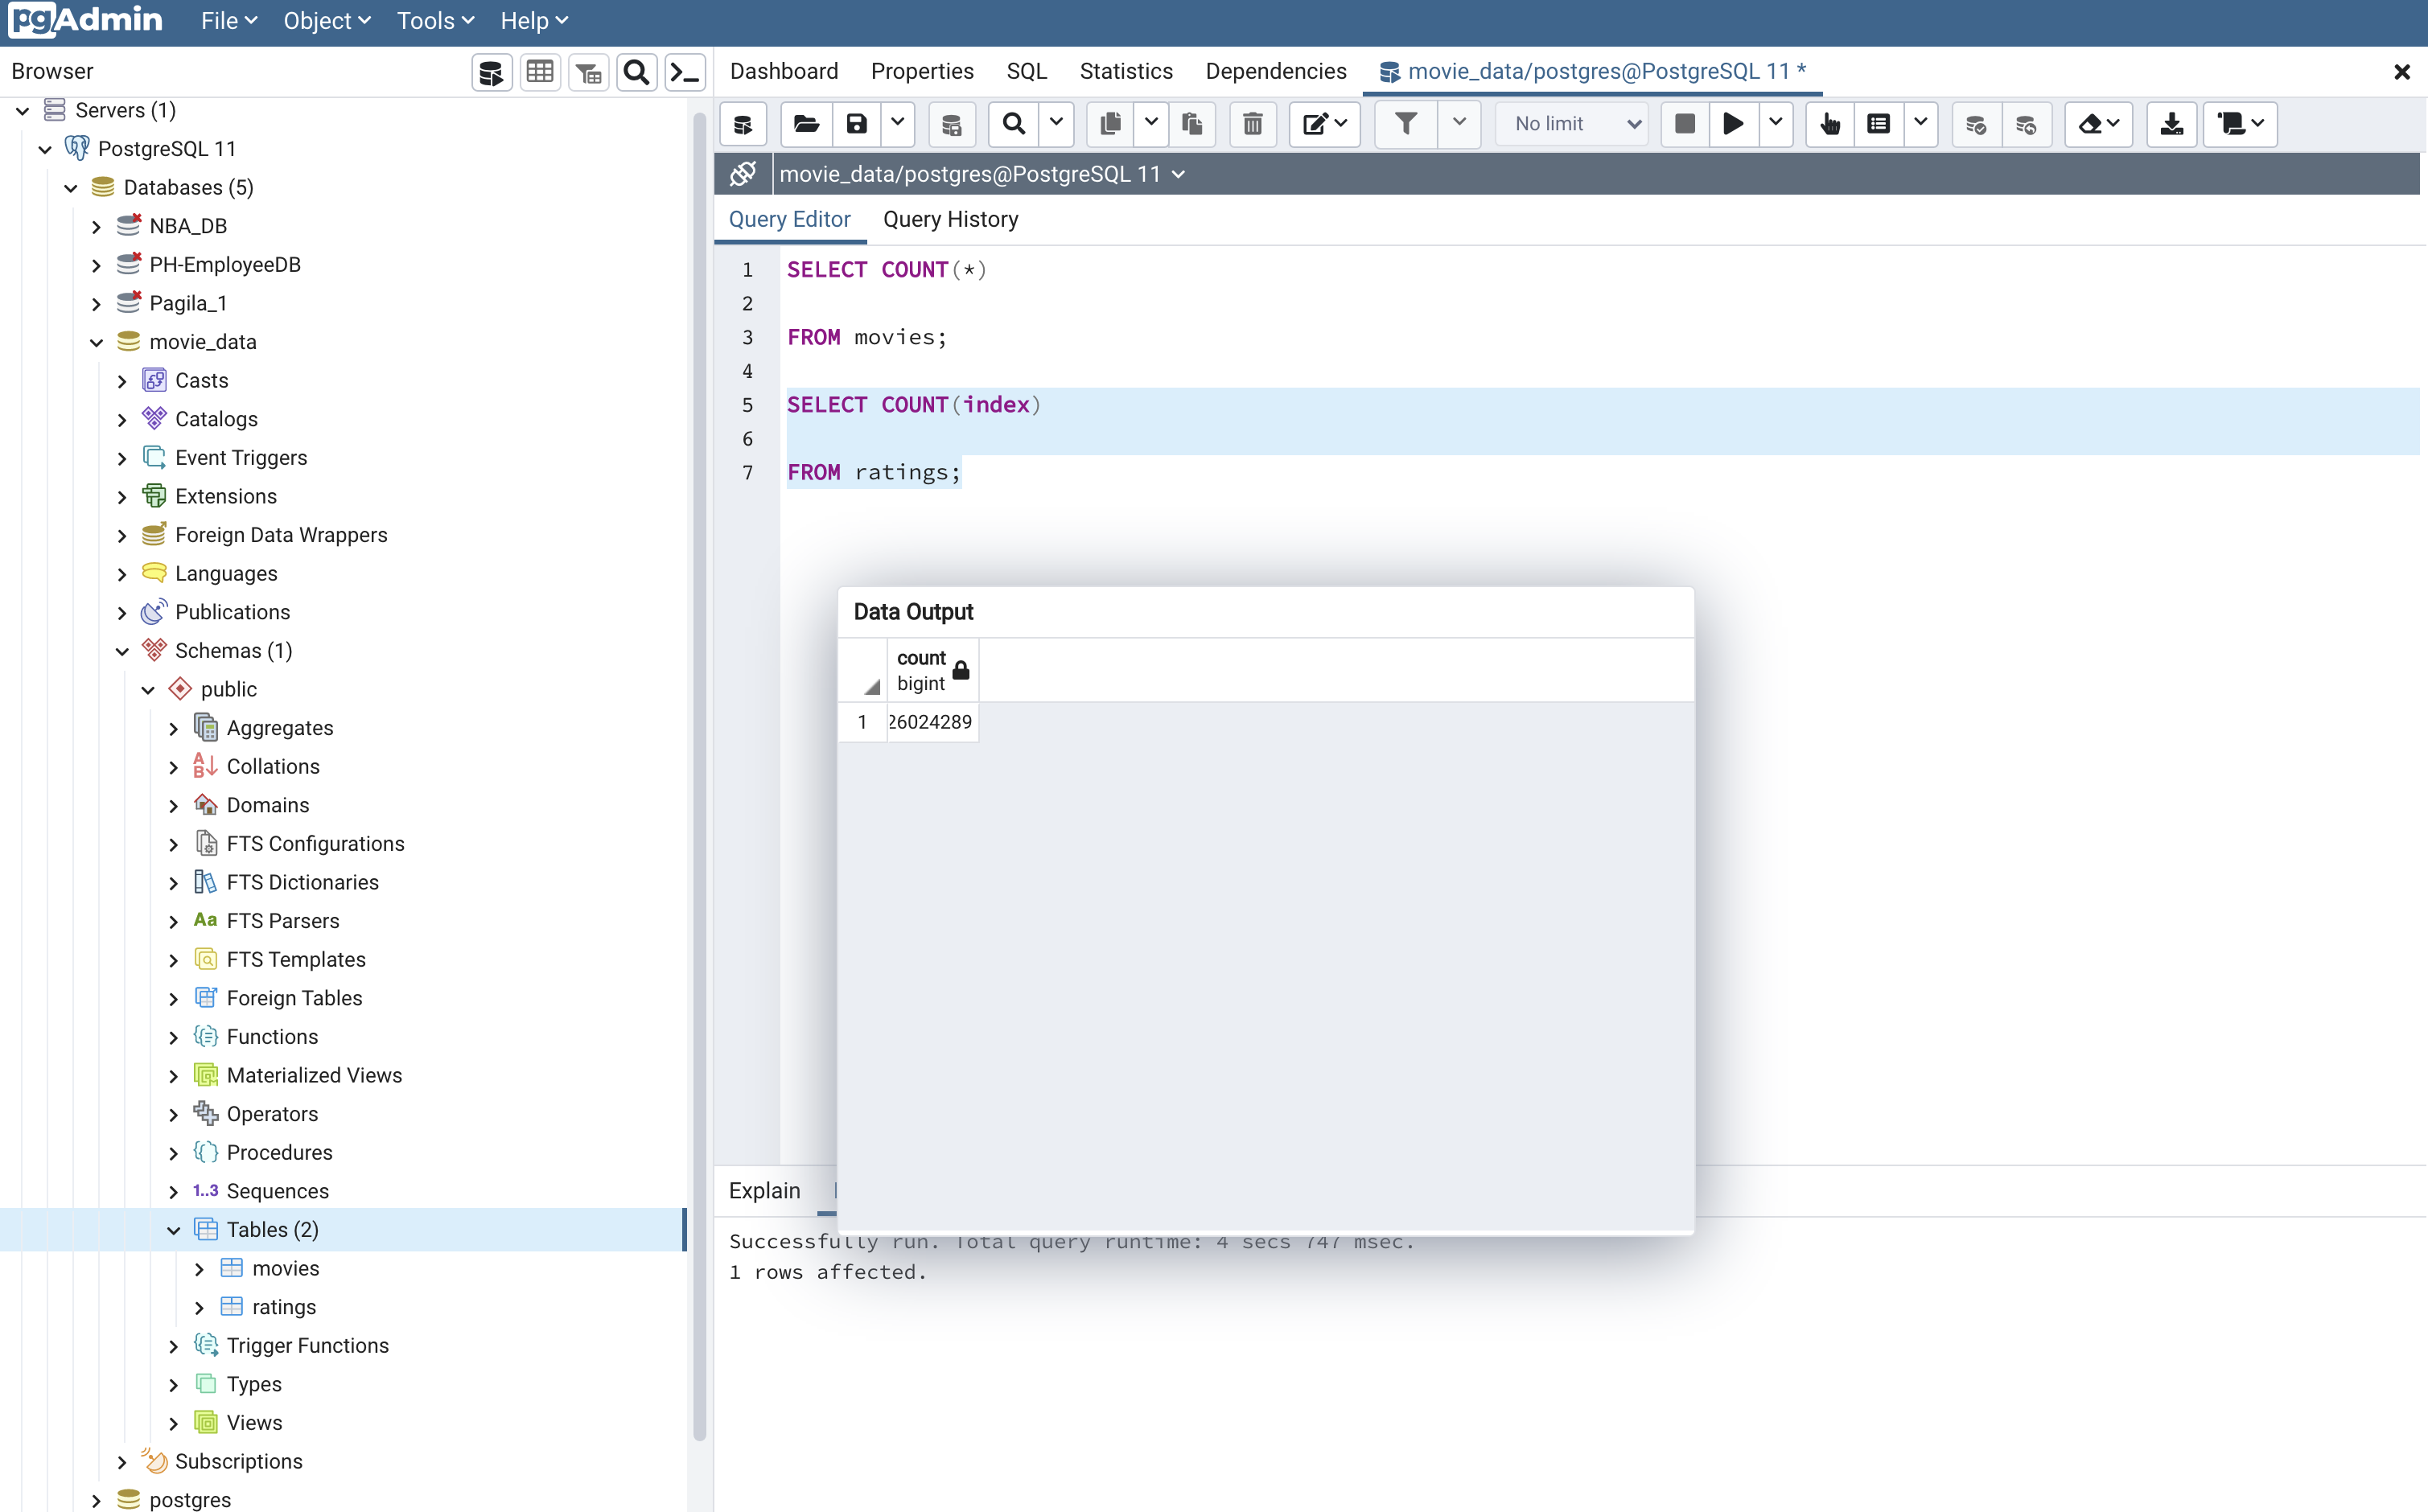 pgAdmin File Object Tools Help
Browser
Servers (1)
PostgreSQL 11
Databases (5)
NBA_DB
PH-EmployeeDB
Pagila_1
movie_data
Casts
Catalogs
Event Triggers
Extensions
Foreign Data Wrappers
Languages
Publications
Schemas (1)
public
Aggregates
Collations
Domains
FTS Configurations
FTS Dictionaries
Aa FTS Parsers
FTS Templates
Foreign Tables
Functions
Materialized Views
Operators
Procedures
1..3 Sequences
Tables (2)
movies
ratings
Trigger Functions
Types
Views
Subscriptions
postgres
Dashboard Properties SQL Statistics Dependencies movie_data/postgres@PostgreSQL 11 *
No limit
movie_data/postgres@PostgreSQL 11
Query Editor Query History
1 SELECT COUNT(*)
2
3 FROM movies;
4
5 SELECT COUNT(index)
6
7 FROM ratings;
Data Output
count
bigint
1 26024289
Explain
Successfully run. Total query runtime: 4 secs 747 msec.
1 rows affected.